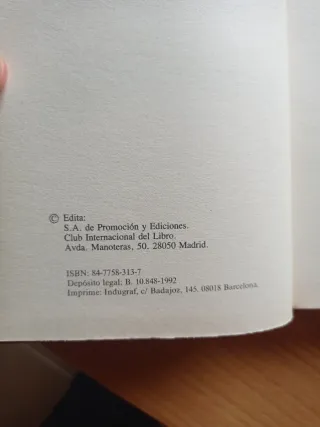 © Edita:
S.A. de Promoción y Ediciones.
Club Internacional del Libro.
Avda. Manoteras, 50. 28050 Madrid.
ISBN: 84-7758-313-7
Depósito legal: B. 10.848-1992
Imprime: Indugraf, c/ Badajoz, 145. 08018 Barcelona.